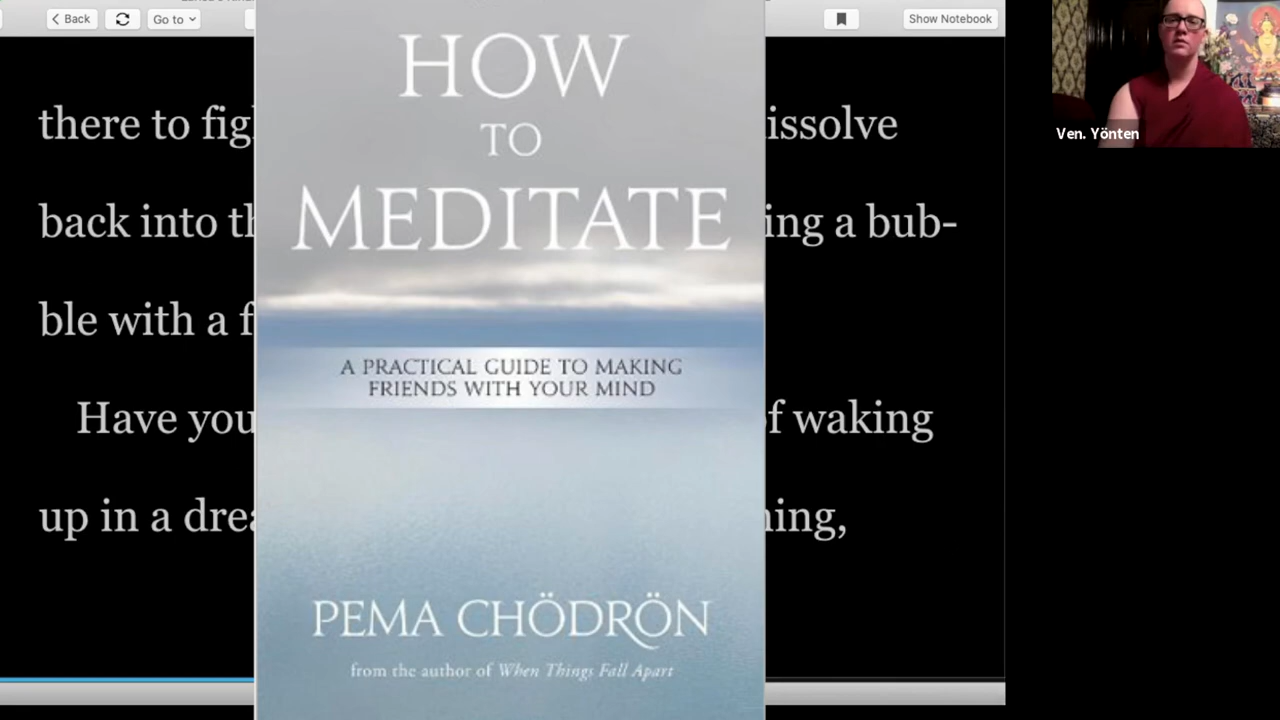 Back
Go to
Show Notebook
HOW
TO
MEDITATE
A PRACTICAL GUIDE TO MAKING
FRIENDS WITH YOUR MIND
PEMA CHÖDRÖN
from the author of When Things Fall Apart
there to fig
issolve
back into th
ing a bub-
ble with a f
Have you
of waking
up in a drea
ning,
Ven. Yönten